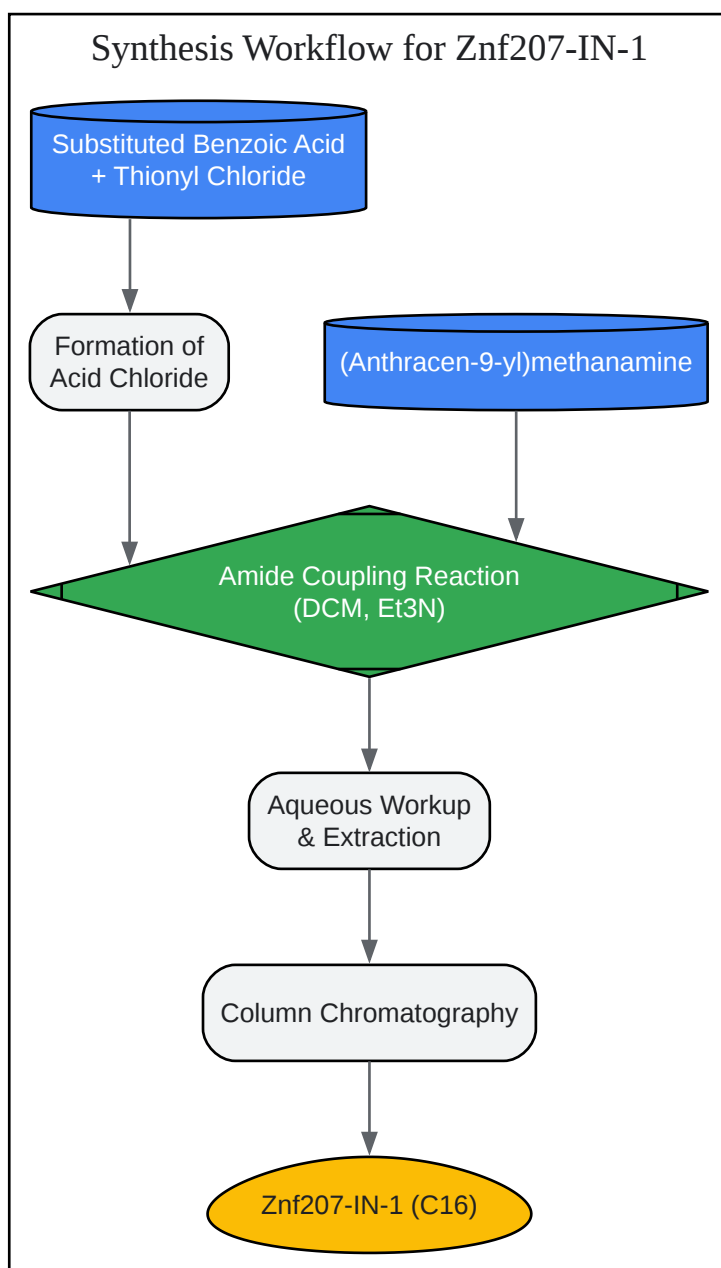 Synthesis Workflow for Znf207-IN-1
Substituted Benzoic Acid
+ Thionyl Chloride
Formation of
Acid Chloride
(Anthracen-9-yl)methanamine
Amide Coupling Reaction
(DCM, Et3N)
Aqueous Workup
& Extraction
Column Chromatography
Znf207-IN-1 (C16)